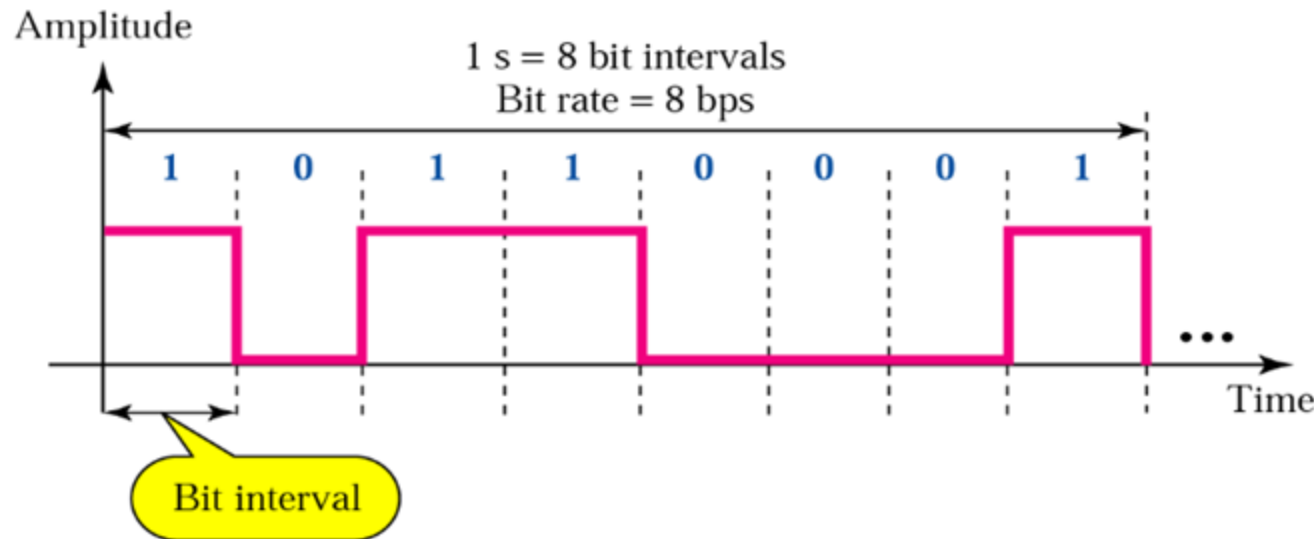 Amplitude
1 s = 8 bit intervals
Bit rate = 8 bps
1 0 1 1 0 0 0 1
...
Time
Bit interval